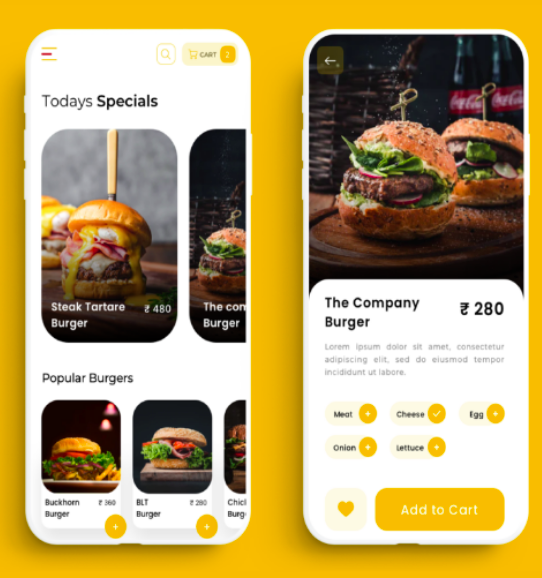 CART 2
Todays Specials
Steak Tartare
Burger
₹ 480
The com
Burger
Popular Burgers
Buckhorn
Burger
₹ 360
BLT
Burger
₹ 280
Chick
Burg
The Company
Burger
₹ 280
Lorem ipsum dolor sit amet, consectetur
adipiscing elit, sed do eiusmod tempor
incididunt ut labore.
Meat +
Cheese
Egg +
Onion +
Lettuce +
Add to Cart